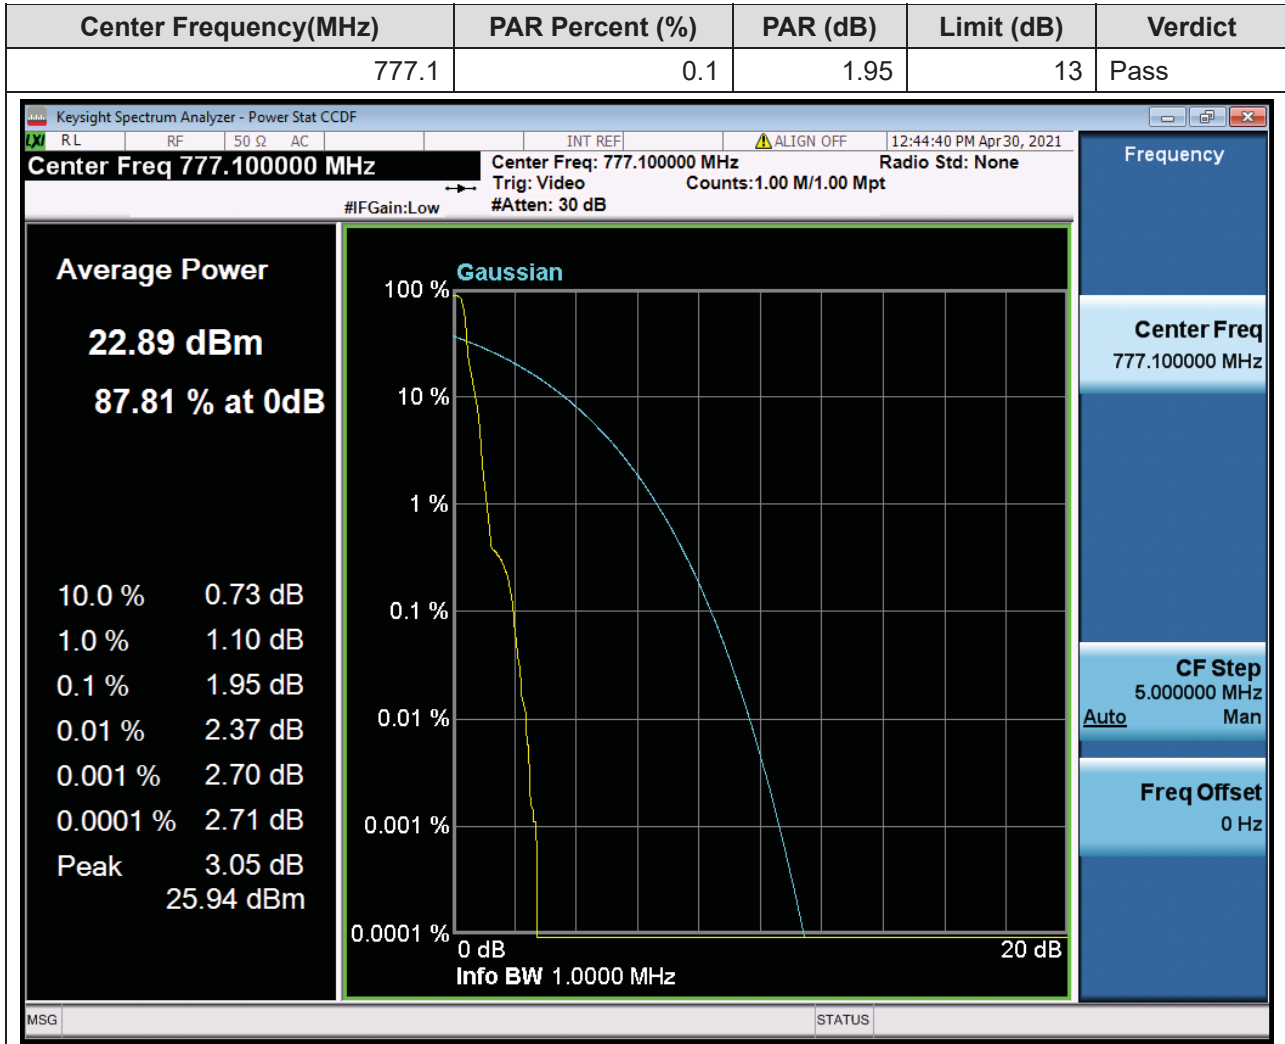 Center Frequency(MHz) PAR Percent (%) PAR (dB) Limit (dB) Verdict
777.1 0.1 1.95 13 Pass
Keysight Spectrum Analyzer - Power Stat CCDF
LXI RL RF 50 Ω AC INT REF ALIGN OFF 12:44:40 PM Apr 30, 2021
Center Freq 777.100000 MHz
Center Freq: 777.100000 MHz Radio Std: None
Trig: Video Counts:1.00 M/1.00 Mpt
#IFGain:Low #Atten: 30 dB
Average Power
22.89 dBm
87.81 % at 0dB
10.0 % 0.73 dB
1.0 % 1.10 dB
0.1 % 1.95 dB
0.01 % 2.37 dB
0.001 % 2.70 dB
0.0001 % 2.71 dB
Peak 3.05 dB
25.94 dBm
Gaussian
100 %
10 %
1 %
0.1 %
0.01 %
0.001 %
0.0001 %
0 dB 20 dB
Info BW 1.0000 MHz
Frequency
Center Freq
777.100000 MHz
CF Step
5.000000 MHz
Auto Man
Freq Offset
0 Hz
MSG STATUS